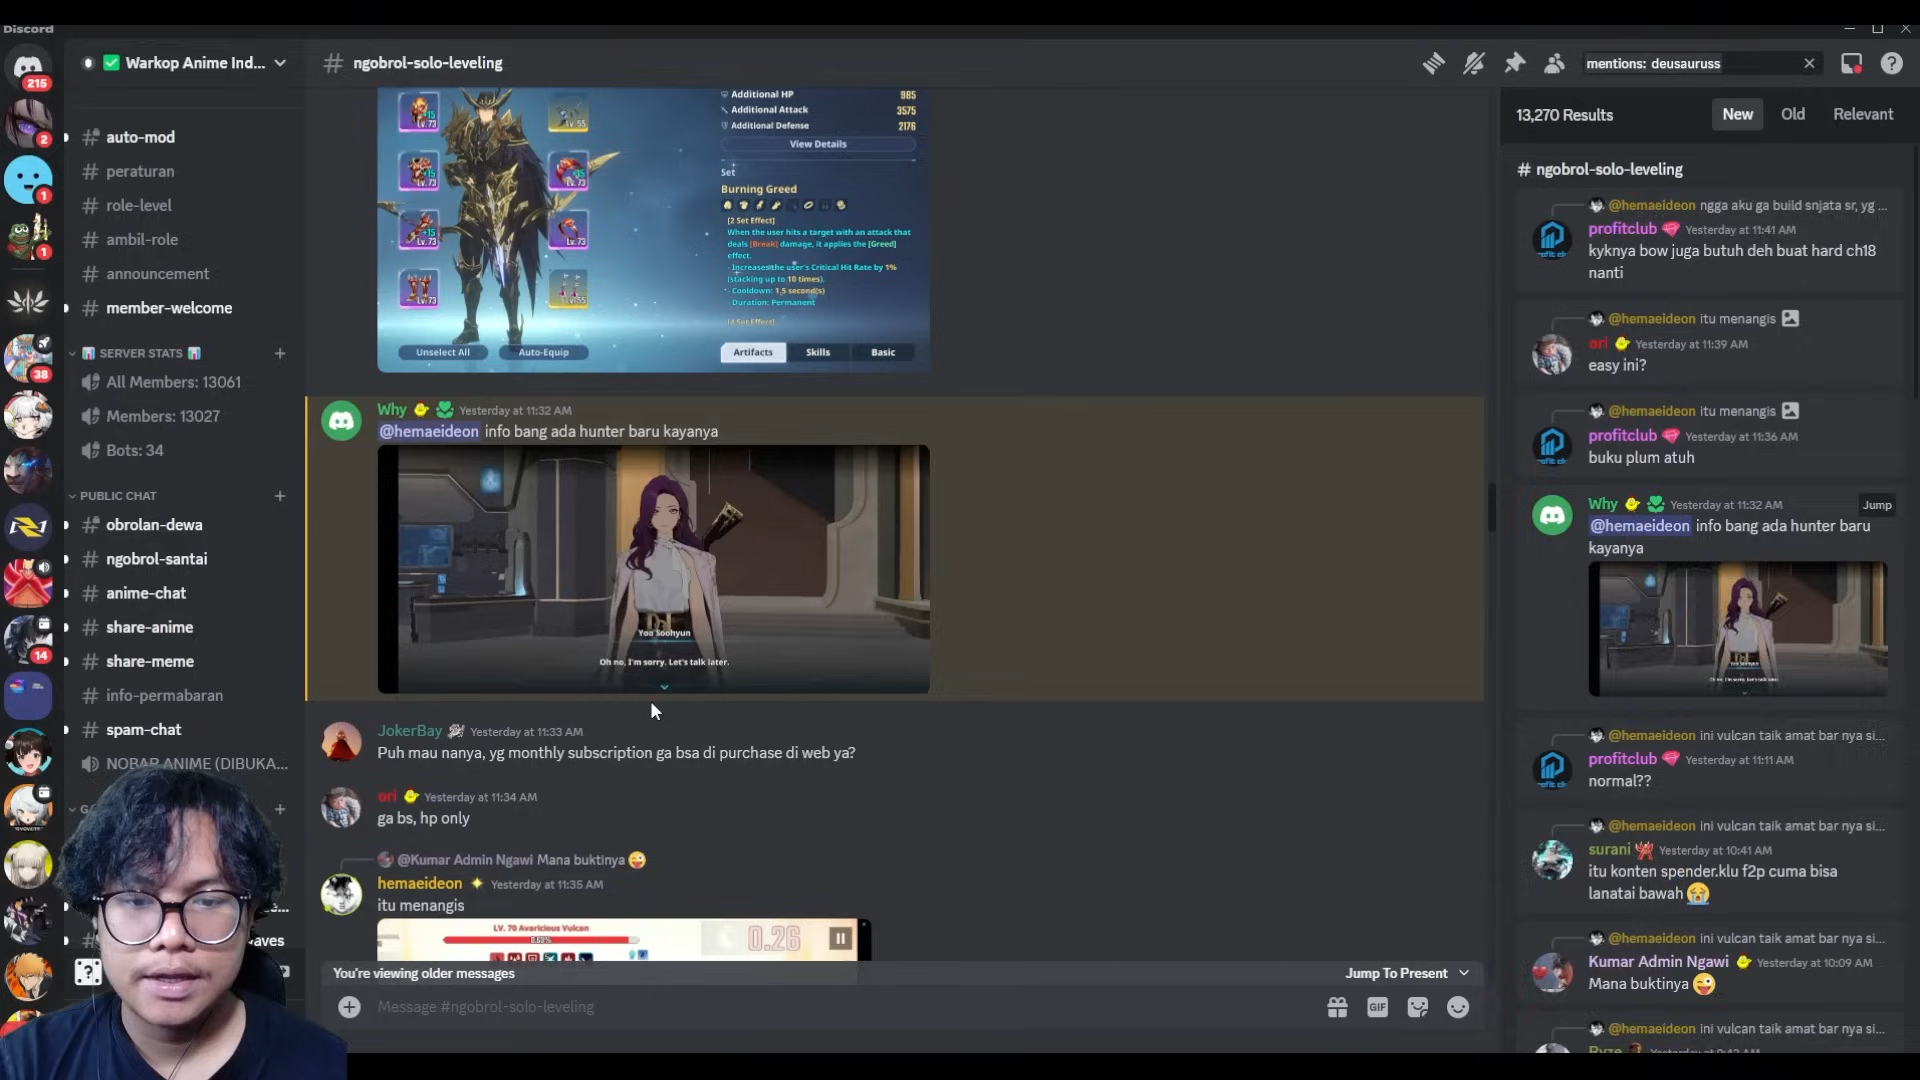 Discord
215
2
1
1
38
14
Warkop Anime Ind...
auto-mod
peraturan
role-level
ambil-role
announcement
member-welcome
SERVER STATS
All Members: 13061
Members: 13027
Bots: 34
PUBLIC CHAT
obrolan-dewa
ngobrol-santai
anime-chat
share-anime
share-meme
info-permabaran
spam-chat
NOBAR ANIME (DIBUKA...
# ngobrol-solo-leveling
Additional HP 985
Additional Attack 3575
Additional Defense 2176
View Details
Set
Burning Greed
[2 Set Effect]
When the user hits a target with an attack that
deals [Break] damage, it applies the [Greed]
effect.
- Increases the user's Critical Hit Rate by 1%
(stacking up to 10 times).
- Cooldown: 1.5 second(s)
- Duration: Permanent
[4 Set Effect]
Unselect All Auto-Equip
Artifacts Skills Basic
Why Yesterday at 11:32 AM
@hemaeideon info bang ada hunter baru kayanya
Yoo Soohyun
Oh no, I'm sorry. Let's talk later.
JokerBay Yesterday at 11:33 AM
Puh mau nanya, yg monthly subscription ga bsa di purchase di web ya?
ori Yesterday at 11:34 AM
ga bs, hp only
@Kumar Admin Ngawi Mana buktinya
hemaeideon Yesterday at 11:35 AM
itu menangis
LV. 70 Avaricious Vulcan
0.26
You're viewing older messages
Jump To Present
Message #ngobrol-solo-leveling
GIF
mentions: deusauruss
13,270 Results
New Old Relevant
# ngobrol-solo-leveling
@hemaeideon ngga aku ga build snjata sr, yg ...
profitclub Yesterday at 11:41 AM
kyknya bow juga butuh deh buat hard ch18
nanti
@hemaeideon itu menangis
ori Yesterday at 11:39 AM
easy ini?
@hemaeideon itu menangis
profitclub Yesterday at 11:36 AM
buku plum atuh
Why Yesterday at 11:32 AM
Jump
@hemaeideon info bang ada hunter baru
kayanya
@hemaeideon ini vulcan taik amat bar nya si...
profitclub Yesterday at 11:11 AM
normal??
@hemaeideon ini vulcan taik amat bar nya si...
surani Yesterday at 10:41 AM
itu konten spender.klu f2p cuma bisa
lanatai bawah
@hemaeideon ini vulcan taik amat bar nya si...
Kumar Admin Ngawi Yesterday at 10:09 AM
Mana buktinya
@hemaeideon ini vulcan taik amat bar nya si...